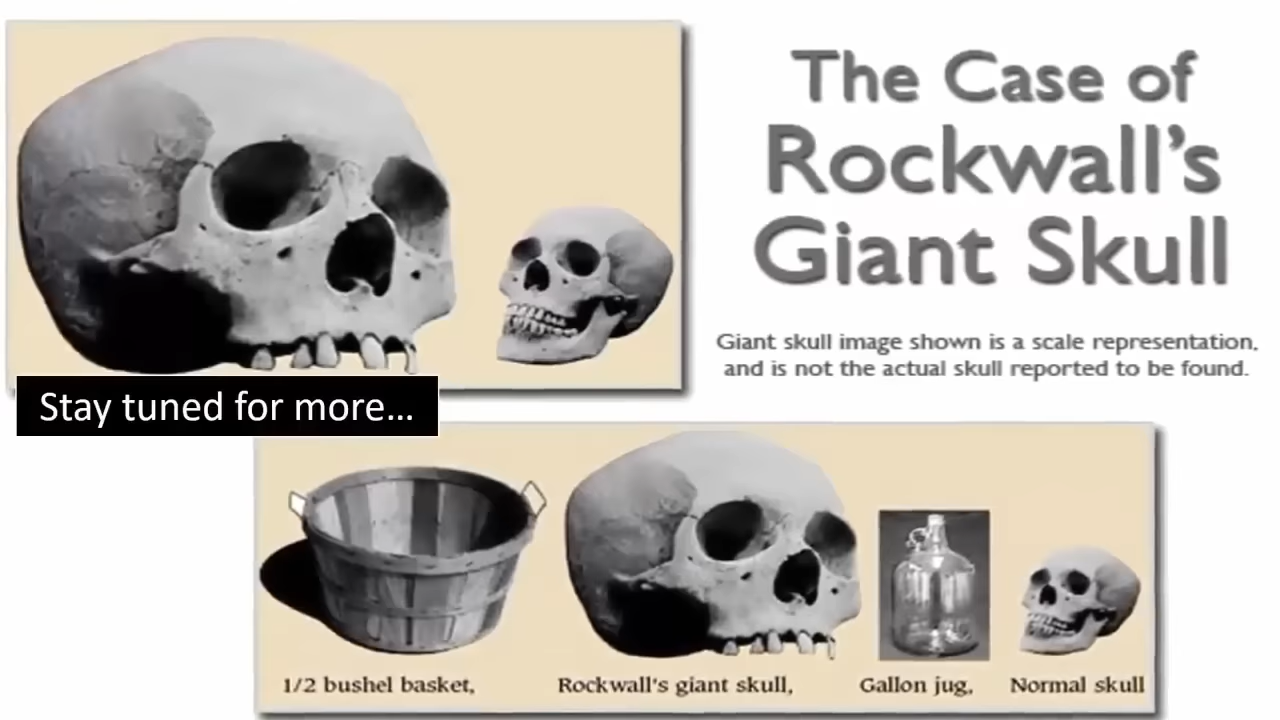 The Case of
Rockwall's
Giant Skull
Giant skull image shown is a scale representation,
and is not the actual skull reported to be found.
Stay tuned for more...
1/2 bushel basket,
Rockwall's giant skull,
Gallon jug,
Normal skull